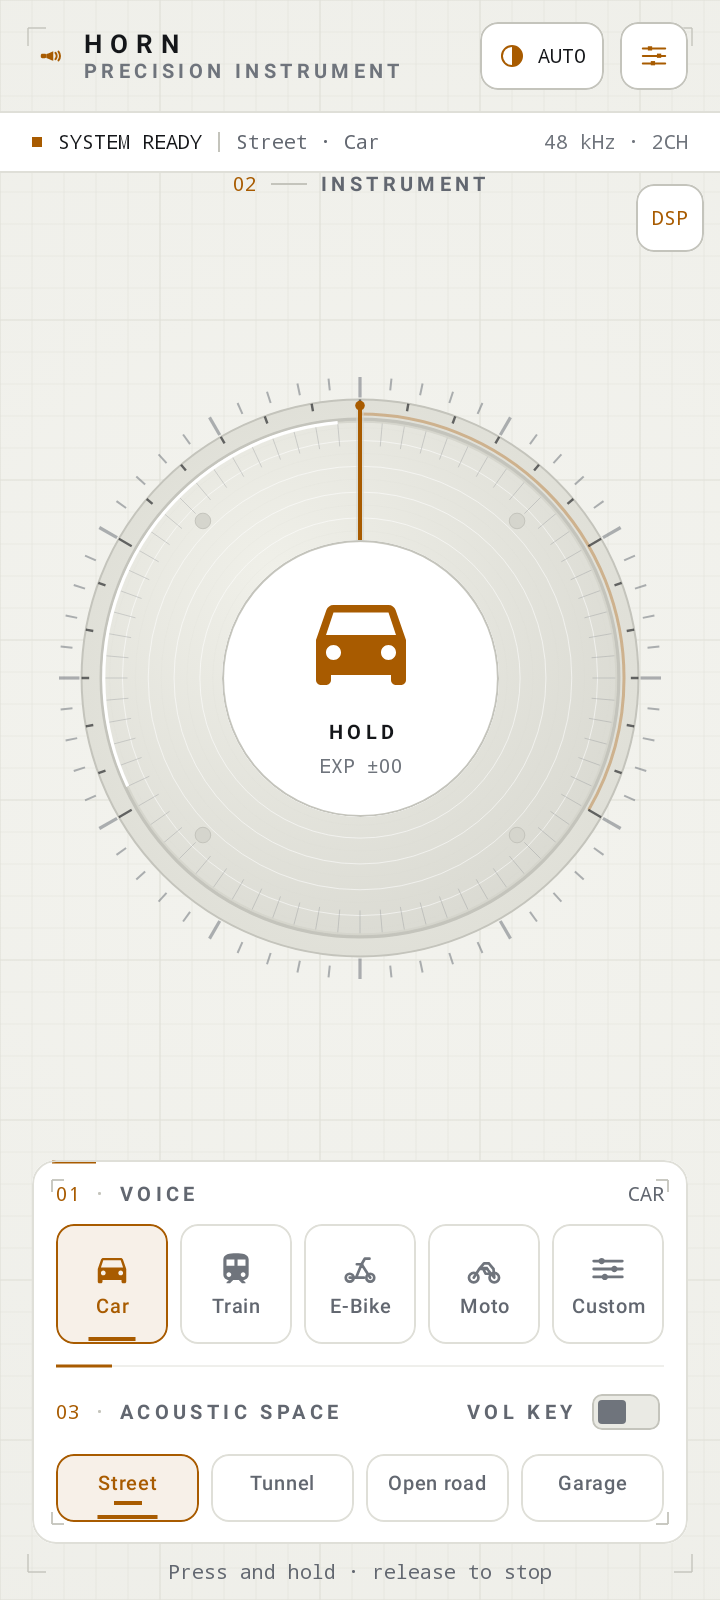 HORN
PRECISION INSTRUMENT
AUTO
SYSTEM READY | Street · Car
48 kHz · 2CH
02 — INSTRUMENT
DSP
HOLD
EXP ±00
01 · VOICE
CAR
Car
Train
E-Bike
Moto
Custom
03 · ACOUSTIC SPACE
VOL KEY
Street
Tunnel
Open road
Garage
Press and hold · release to stop